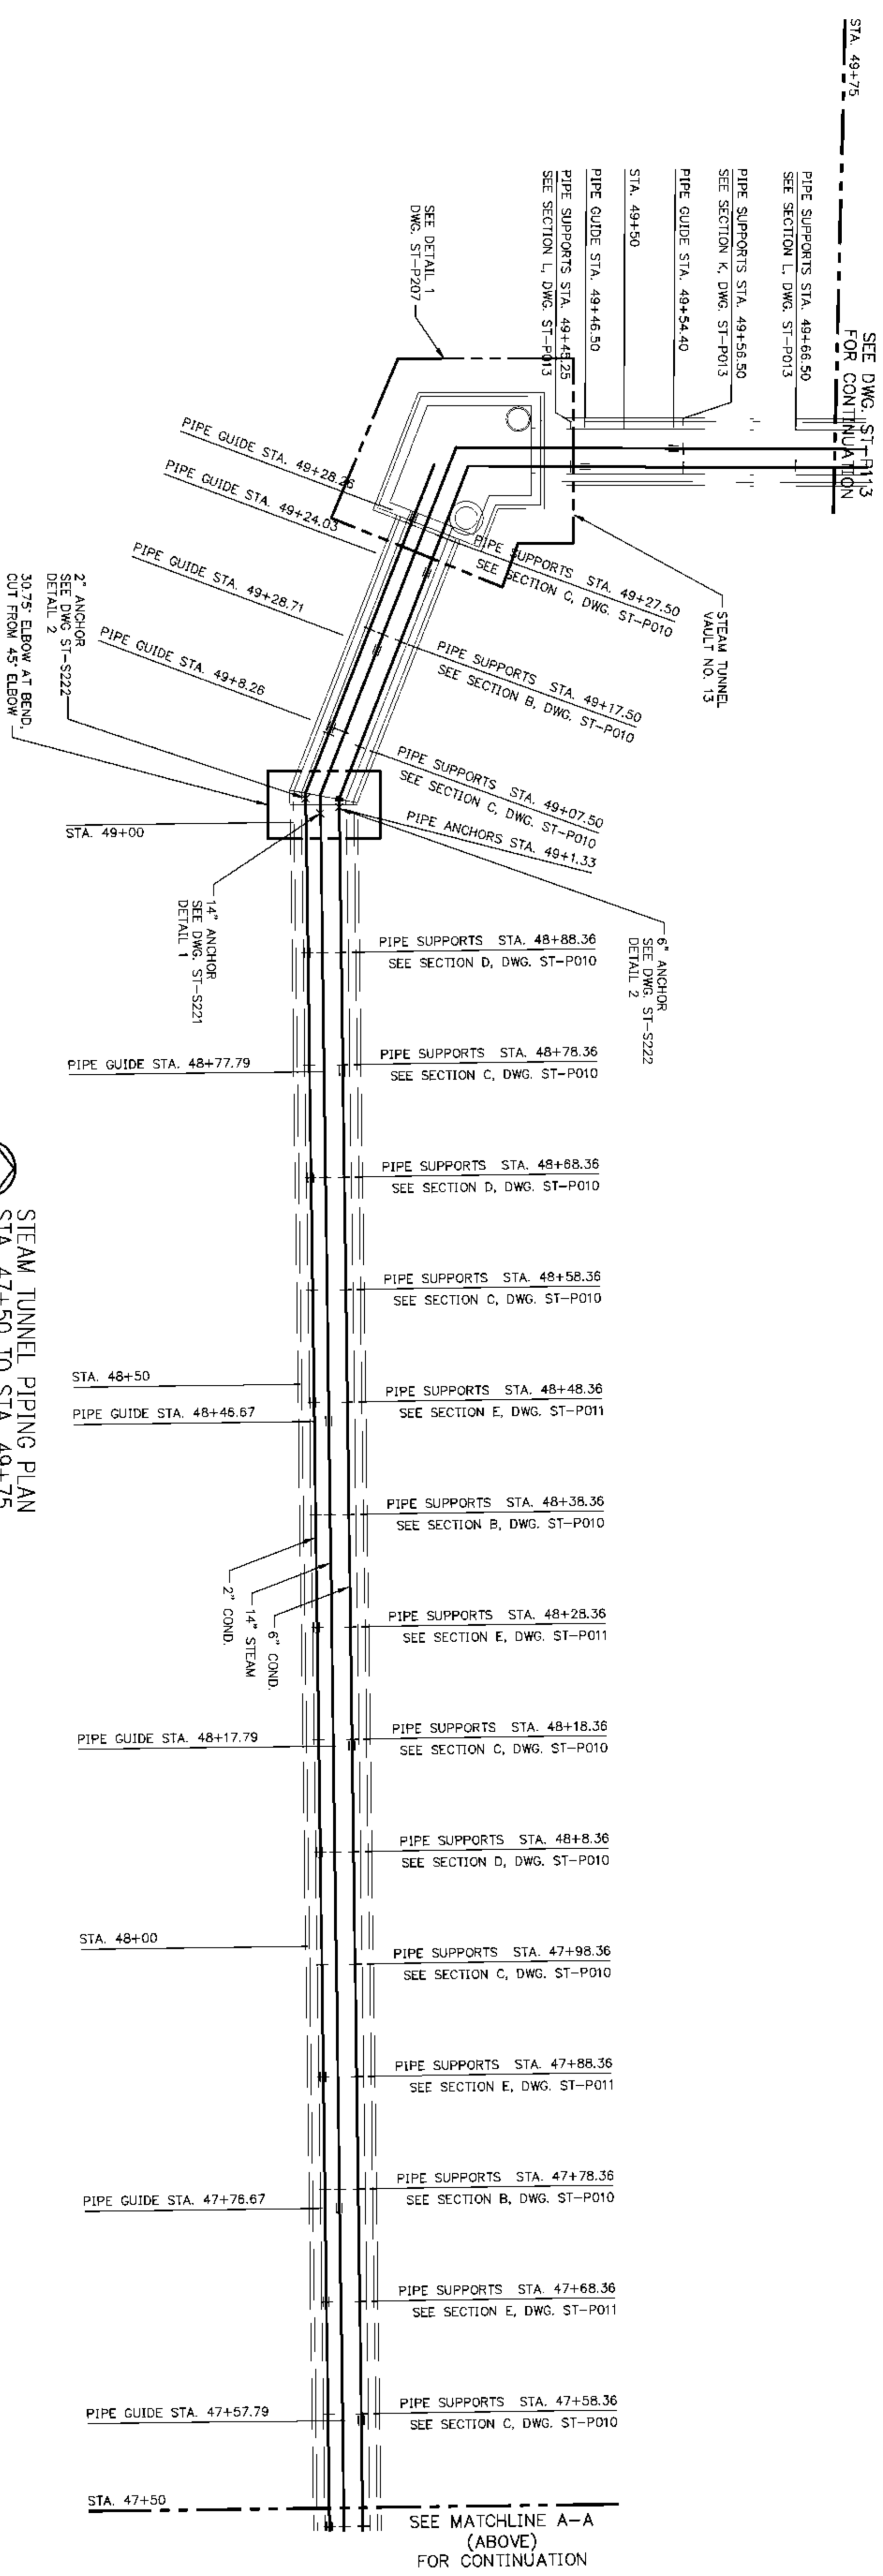 STA. 49+75
SEE DWG. ST-P113
FOR CONTINUATION
PIPE SUPPORTS STA. 49+66.50
SEE SECTION L, DWG. ST-P013
PIPE SUPPORTS STA. 49+56.50
SEE SECTION K, DWG. ST-P013
PIPE GUIDE STA. 49+54.40
STA. 49+50
PIPE GUIDE STA. 49+46.50
PIPE SUPPORTS STA. 49+45.25
SEE SECTION L, DWG. ST-P013
SEE DETAIL 1
DWG. ST-P207
STEAM TUNNEL
VAULT NO. 13
PIPE GUIDE STA. 49+28.26
PIPE GUIDE STA. 49+24.03
PIPE GUIDE STA. 49+28.71
PIPE GUIDE STA. 49+8.26
PIPE SUPPORTS STA. 49+27.50
SEE SECTION C, DWG. ST-P010
PIPE SUPPORTS STA. 49+17.50
SEE SECTION B, DWG. ST-P010
PIPE SUPPORTS STA. 49+07.50
SEE SECTION C, DWG. ST-P010
PIPE ANCHORS STA. 49+1.33
2" ANCHOR
SEE DWG ST-S222
DETAIL 2
30.75° ELBOW AT BEND,
CUT FROM 45° ELBOW
STA. 49+00
14" ANCHOR
SEE DWG. ST-S221
DETAIL 1
6" ANCHOR
SEE DWG. ST-S222
DETAIL 2
PIPE SUPPORTS STA. 48+88.36
SEE SECTION D, DWG. ST-P010
PIPE GUIDE STA. 48+77.79
PIPE SUPPORTS STA. 48+78.36
SEE SECTION C, DWG. ST-P010
PIPE SUPPORTS STA. 48+68.36
SEE SECTION D, DWG. ST-P010
PIPE SUPPORTS STA. 48+58.36
SEE SECTION C, DWG. ST-P010
STEAM TUNNEL PIPING PLAN
STA. 47+50 TO STA. 49+75
STA. 48+50
PIPE GUIDE STA. 48+46.67
PIPE SUPPORTS STA. 48+48.36
SEE SECTION E, DWG. ST-P011
PIPE SUPPORTS STA. 48+38.36
SEE SECTION B, DWG. ST-P010
2" COND.
14" STEAM
6" COND.
PIPE SUPPORTS STA. 48+28.36
SEE SECTION E, DWG. ST-P011
PIPE GUIDE STA. 48+17.79
PIPE SUPPORTS STA. 48+18.36
SEE SECTION C, DWG. ST-P010
PIPE SUPPORTS STA. 48+8.36
SEE SECTION D, DWG. ST-P010
STA. 48+00
PIPE SUPPORTS STA. 47+98.36
SEE SECTION C, DWG. ST-P010
PIPE SUPPORTS STA. 47+88.36
SEE SECTION E, DWG. ST-P011
PIPE GUIDE STA. 47+76.67
PIPE SUPPORTS STA. 47+78.36
SEE SECTION B, DWG. ST-P010
PIPE SUPPORTS STA. 47+68.36
SEE SECTION E, DWG. ST-P011
PIPE GUIDE STA. 47+57.79
PIPE SUPPORTS STA. 47+58.36
SEE SECTION C, DWG. ST-P010
STA. 47+50
SEE MATCHLINE A-A
(ABOVE)
FOR CONTINUATION